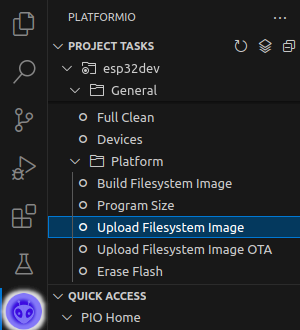 PLATFORMIO
PROJECT TASKS
esp32dev
General
Full Clean
Devices
Platform
Build Filesystem Image
Program Size
Upload Filesystem Image
Upload Filesystem Image OTA
Erase Flash
QUICK ACCESS
PIO Home